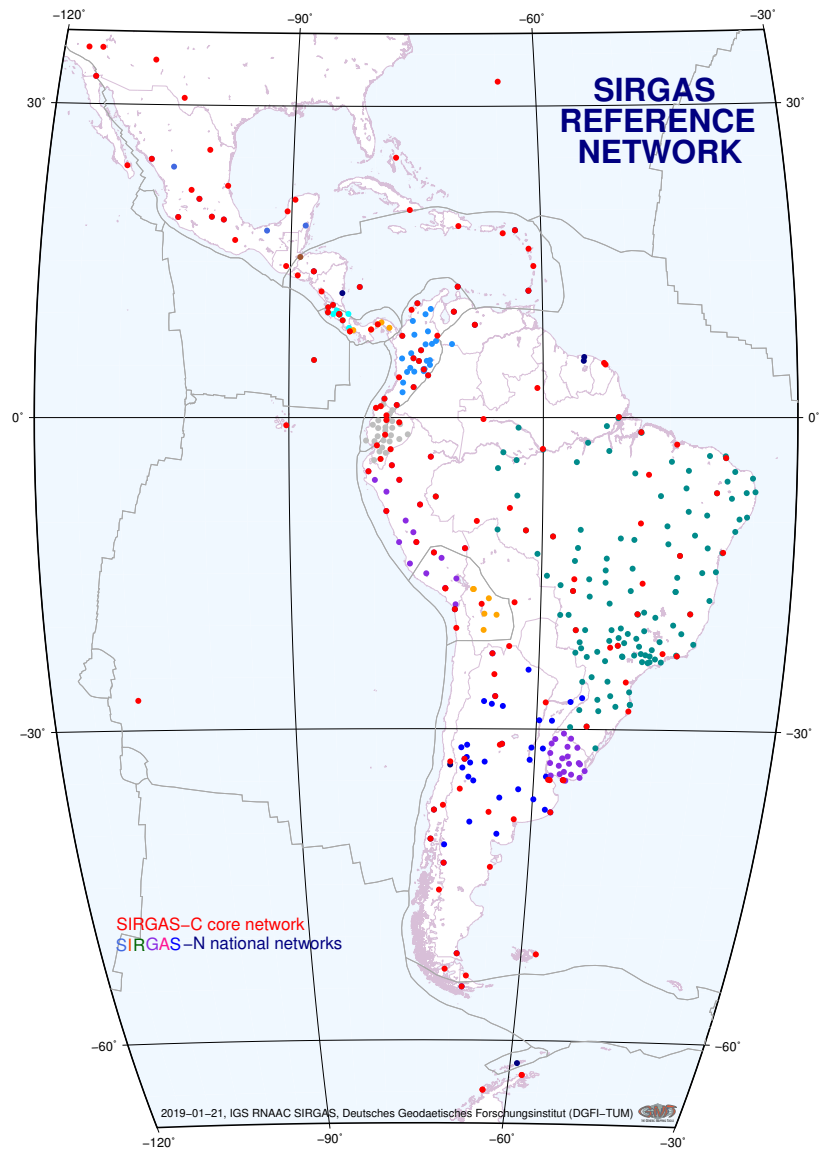 −120˚ −90˚ −60˚ −30˚
SIRGAS
REFERENCE
NETWORK
30˚ 30˚
0˚ 0˚
−30˚ −30˚
SIRGAS−C core network
SIRGAS−N national networks
−60˚ −60˚
2019−01−21, IGS RNAAC SIRGAS, Deutsches Geodaetisches Forschungsinstitut (DGFI−TUM)
−120˚ −90˚ −60˚ −30˚